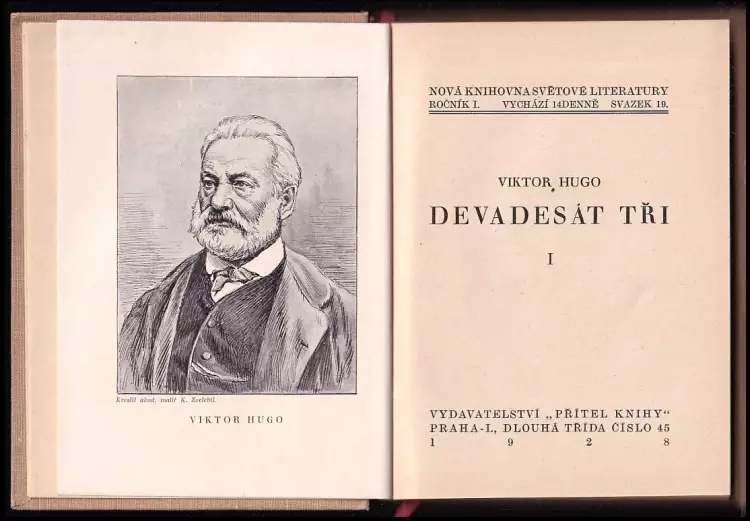 Kreslil akad. malíř K. Zvelebil.
VIKTOR HUGO
NOVÁ KNIHOVNA SVĚTOVÉ LITERATURY
ROČNÍK I. VYCHÁZÍ 14DENNĚ SVAZEK 19.
VIKTOR HUGO
DEVADESÁT TŘI
I
VYDAVATELSTVÍ „PŘÍTEL KNIHY“
PRAHA-I., DLOUHÁ TŘÍDA ČÍSLO 45
1 9 2 8